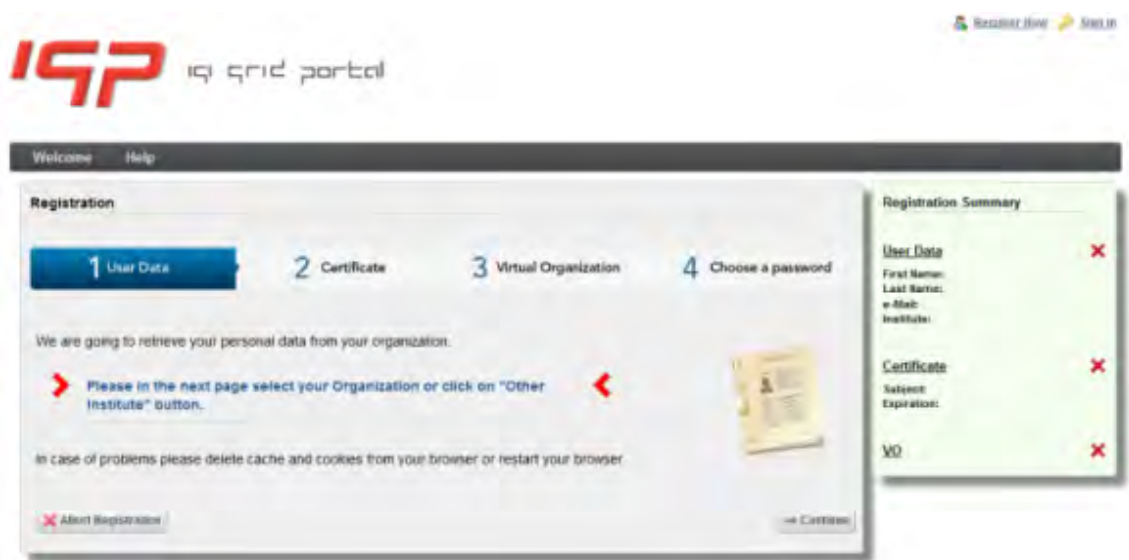 Register Now Sign In
IGP igi grid portal
Welcome Help
Registration
1 User Data 2 Certificate 3 Virtual Organization 4 Choose a password
We are going to retrieve your personal data from your organization.
Please in the next page select your Organization or click on "Other
Institute" button.
In case of problems please delete cache and cookies from your browser or restart your browser
Abort Registration → Continue
Registration Summary
User Data
First Name:
Last Name:
e-Mail:
Institute:
Certificate
Subject:
Expiration:
VO